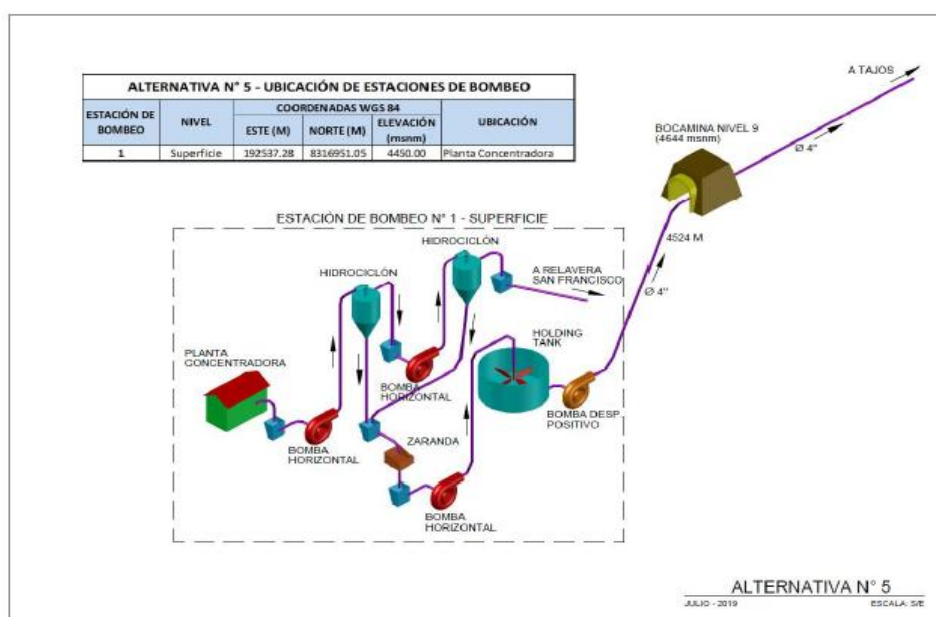 ALTERNATIVA N° 5 - UBICACIÓN DE ESTACIONES DE BOMBEO
ESTACIÓN DE BOMBEO
NIVEL
COORDENADAS WGS 84
ESTE (M)
NORTE (M)
ELEVACIÓN (msnm)
UBICACIÓN
1
Superficie
192537.28
8316951.05
4450.00
Planta Concentradora
A TAJOS
BOCAMINA NIVEL 9
(4644 msnm)
Ø 4"
4524 M
Ø 4"
ESTACIÓN DE BOMBEO N° 1 - SUPERFICIE
HIDROCICLÓN
HIDROCICLÓN
A RELAVERA
SAN FRANCISCO
PLANTA
CONCENTRADORA
HOLDING
TANK
BOMBA
HORIZONTAL
BOMBA DESP.
POSITIVO
BOMBA
HORIZONTAL
ZARANDA
BOMBA
HORIZONTAL
ALTERNATIVA N° 5
JULIO - 2019
ESCALA: S/E